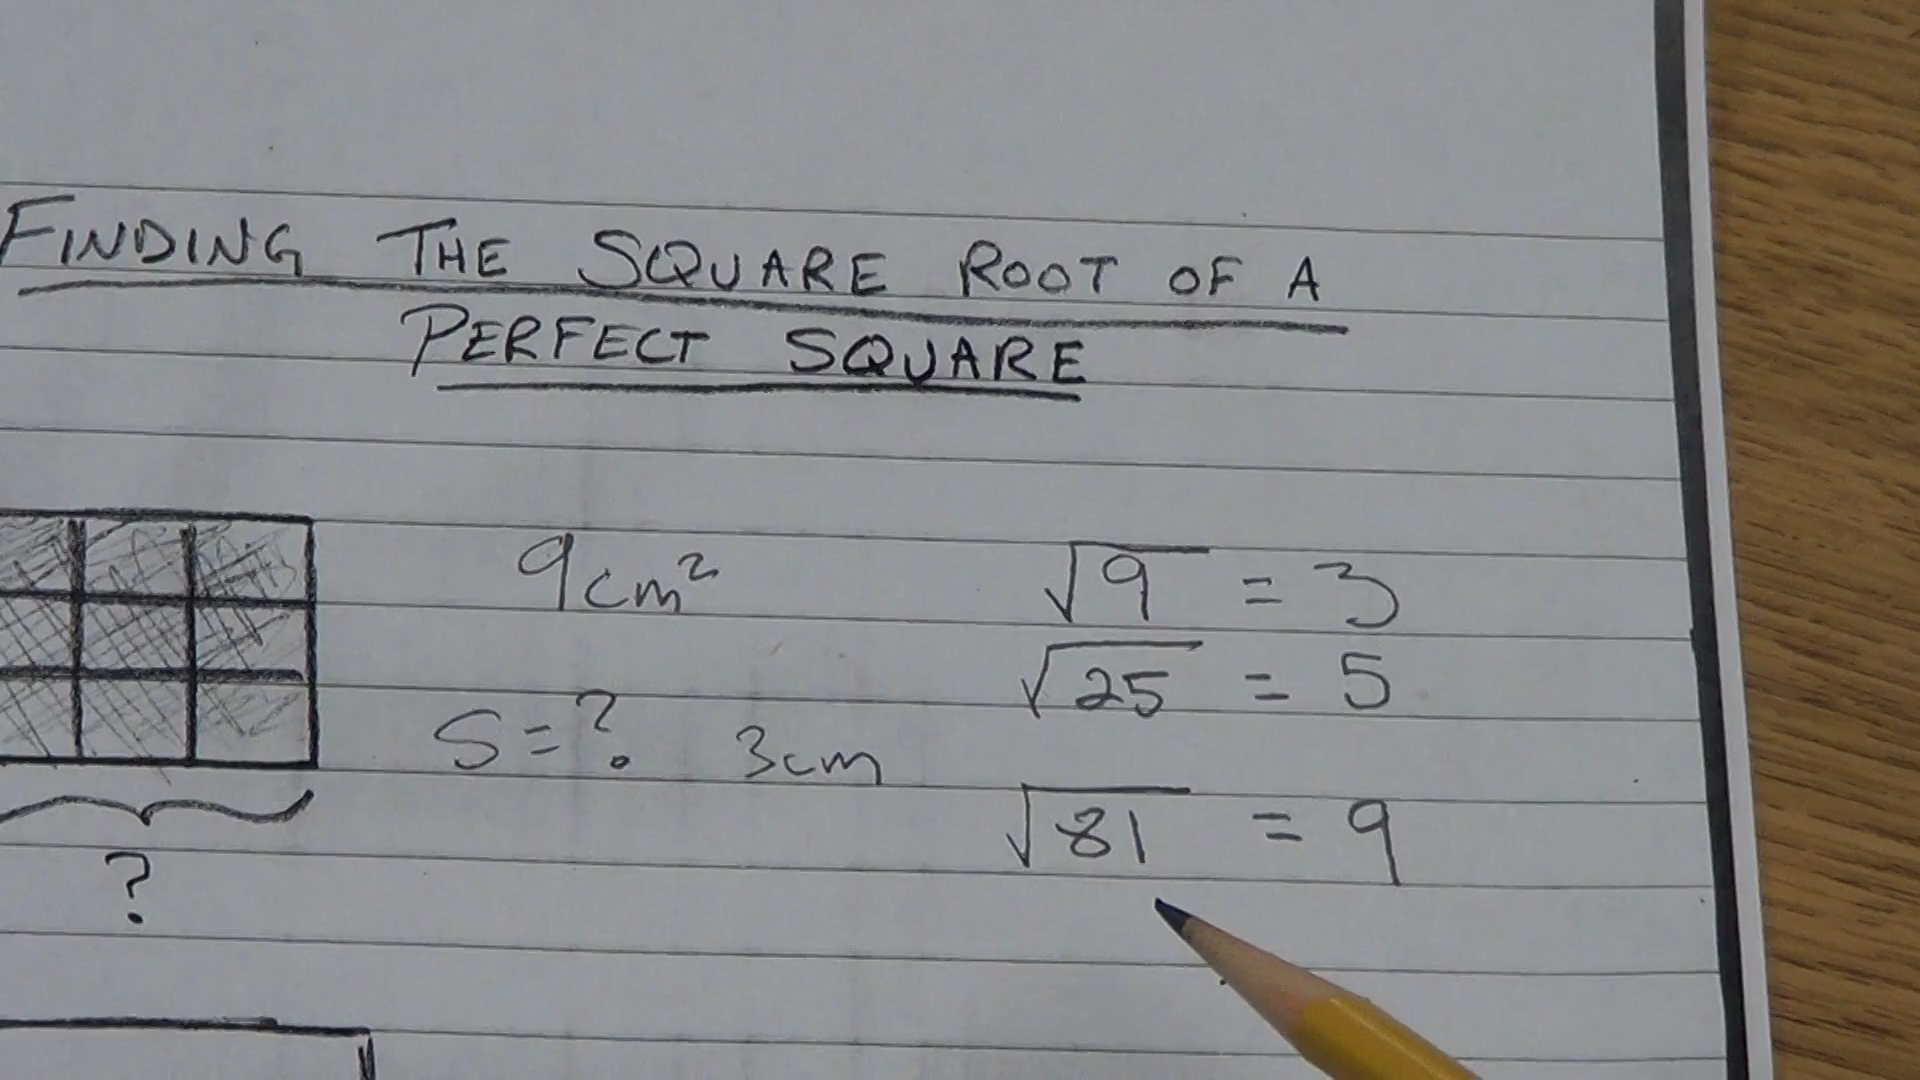 FINDING THE SQUARE ROOT OF A
PERFECT SQUARE
9cm²
√9 = 3
√25 = 5
S=? 3cm
√81 = 9
?